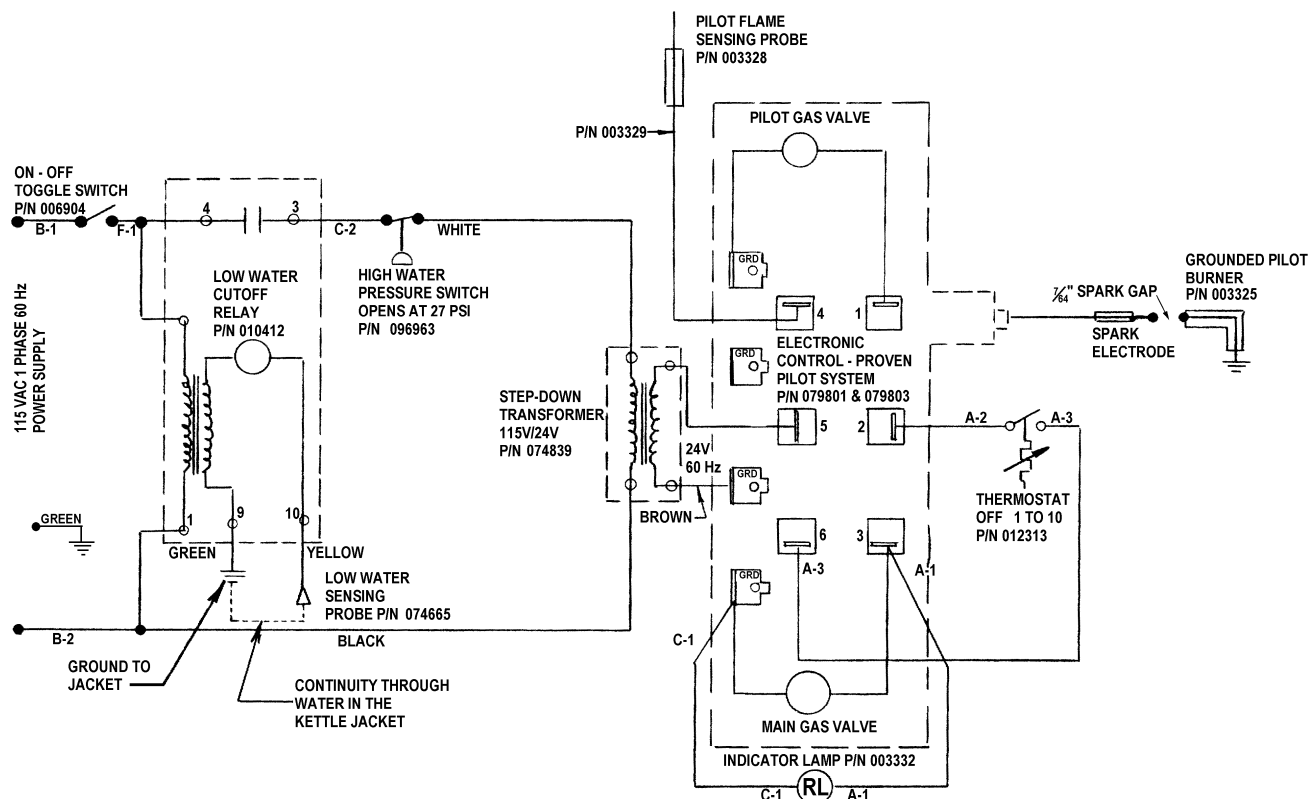 PILOT FLAME
SENSING PROBE
P/N 003328
P/N 003329
PILOT GAS VALVE
ON - OFF
TOGGLE SWITCH
P/N 006904
B-1
F-1
4
3
C-2
WHITE
LOW WATER
CUTOFF
RELAY
P/N 010412
HIGH WATER
PRESSURE SWITCH
OPENS AT 27 PSI
P/N 096963
115 VAC 1 PHASE 60 Hz
POWER SUPPLY
GRD
4
1
7/64" SPARK GAP
GROUNDED PILOT
BURNER
P/N 003325
SPARK
ELECTRODE
ELECTRONIC
CONTROL - PROVEN
PILOT SYSTEM
P/N 079801 & 079803
GRD
STEP-DOWN
TRANSFORMER
115V/24V
P/N 074839
5
2
A-2
A-3
24V
60 Hz
GRD
BROWN
THERMOSTAT
OFF 1 TO 10
P/N 012313
GREEN
1
9
10
GREEN
YELLOW
6
3
A-3
A-1
GRD
LOW WATER
SENSING
PROBE P/N 074665
B-2
BLACK
C-1
GROUND TO
JACKET
CONTINUITY THROUGH
WATER IN THE
KETTLE JACKET
MAIN GAS VALVE
INDICATOR LAMP P/N 003332
C-1
RL
A-1